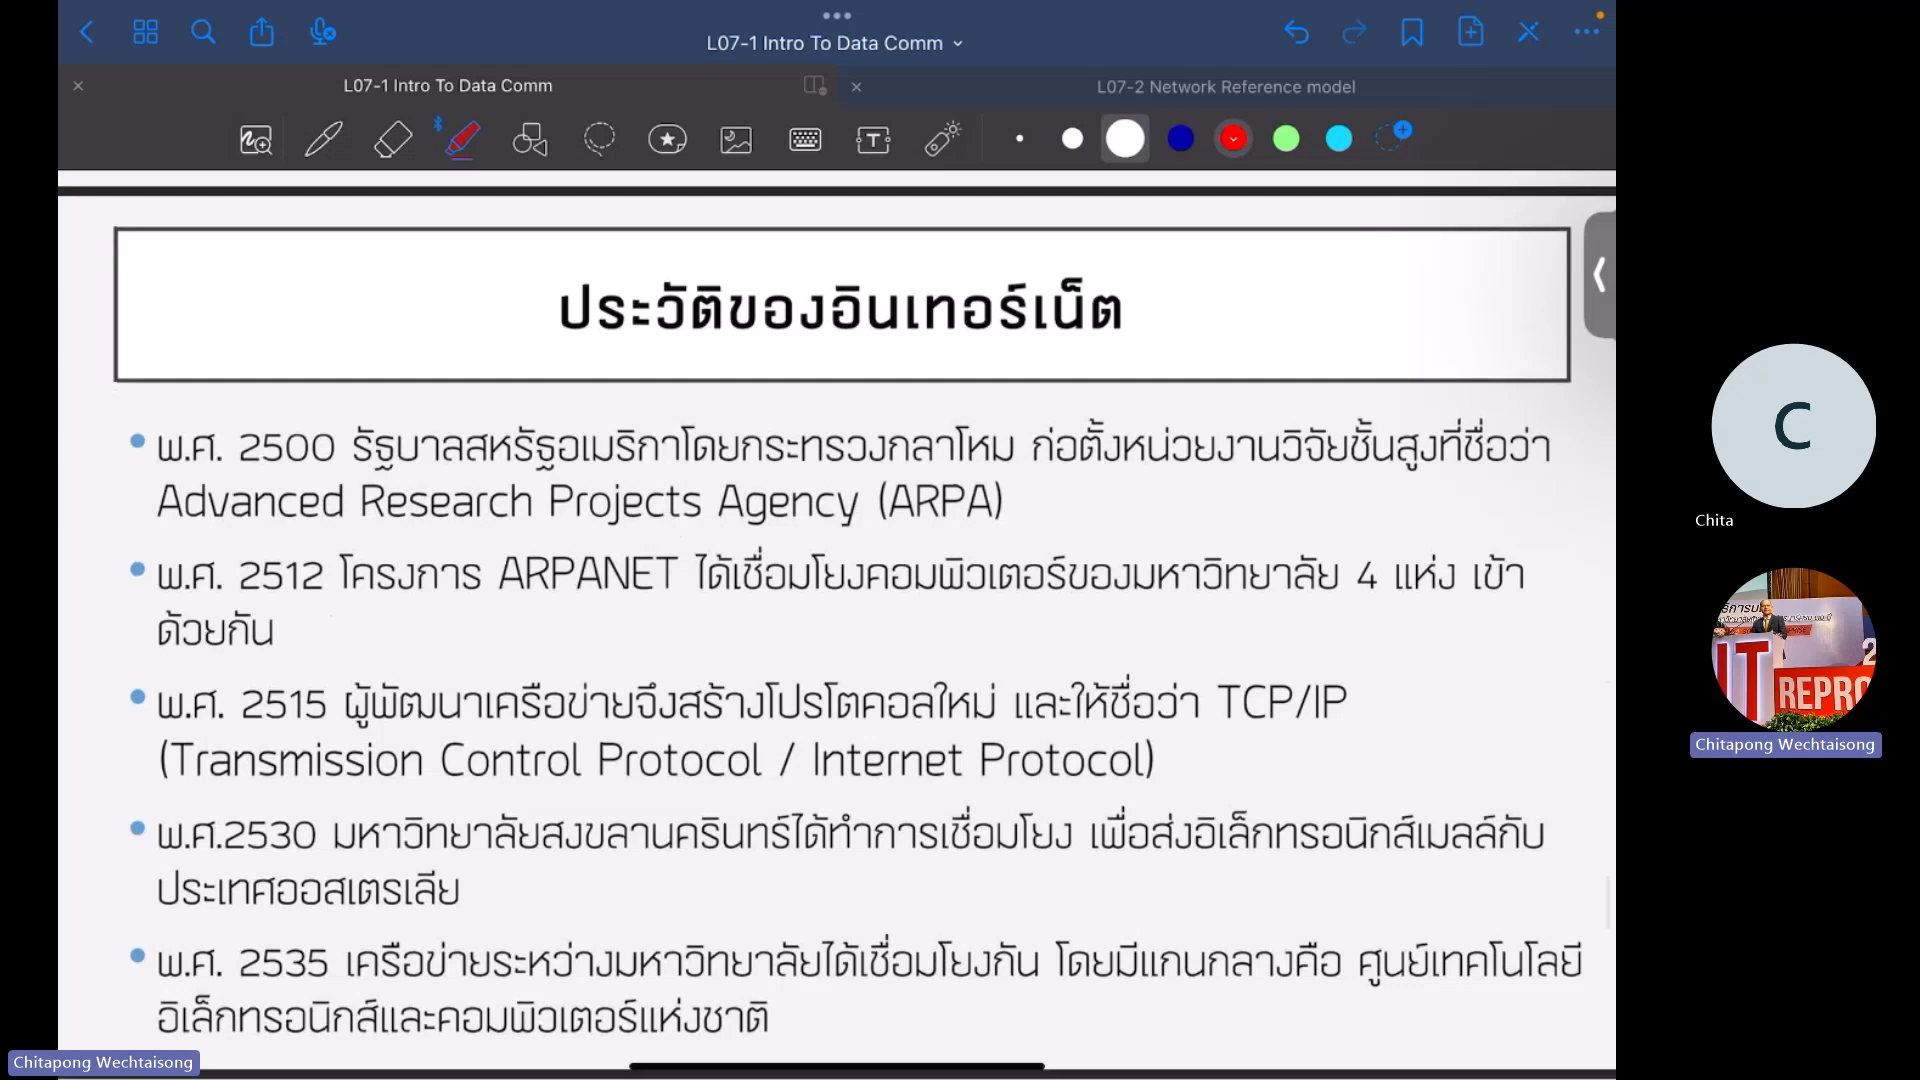 L07-1 Intro To Data Comm
L07-1 Intro To Data Comm
L07-2 Network Reference model
ประวัติของอินเทอร์เน็ต
พ.ศ. 2500 รัฐบาลสหรัฐอเมริกาโดยกระทรวงกลาโหม ก่อตั้งหน่วยงานวิจัยชั้นสูงที่ชื่อว่า
Advanced Research Projects Agency (ARPA)
พ.ศ. 2512 โครงการ ARPANET ได้เชื่อมโยงคอมพิวเตอร์ของมหาวิทยาลัย 4 แห่ง เข้า
ด้วยกัน
พ.ศ. 2515 ผู้พัฒนาเครือข่ายจึงสร้างโปรโตคอลใหม่ และให้ชื่อว่า TCP/IP
(Transmission Control Protocol / Internet Protocol)
พ.ศ.2530 มหาวิทยาลัยสงขลานครินทร์ได้ทำการเชื่อมโยง เพื่อส่งอิเล็กทรอนิกส์เมลล์กับ
ประเทศออสเตรเลีย
พ.ศ. 2535 เครือข่ายระหว่างมหาวิทยาลัยได้เชื่อมโยงกัน โดยมีแกนกลางคือ ศูนย์เทคโนโลยี
อิเล็กทรอนิกส์และคอมพิวเตอร์แห่งชาติ
C
Chita
IT
REPRO
Chitapong Wechtaisong
Chitapong Wechtaisong